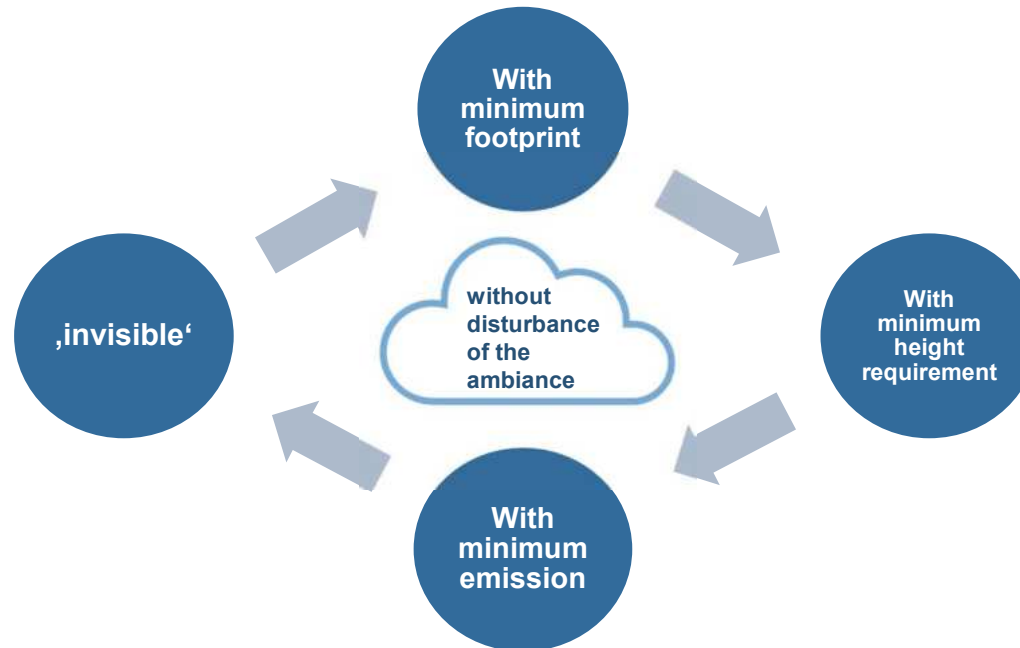 With
minimum
footprint
With
minimum
height
requirement
With
minimum
emission
‚invisible‘
without
disturbance
of the
ambiance